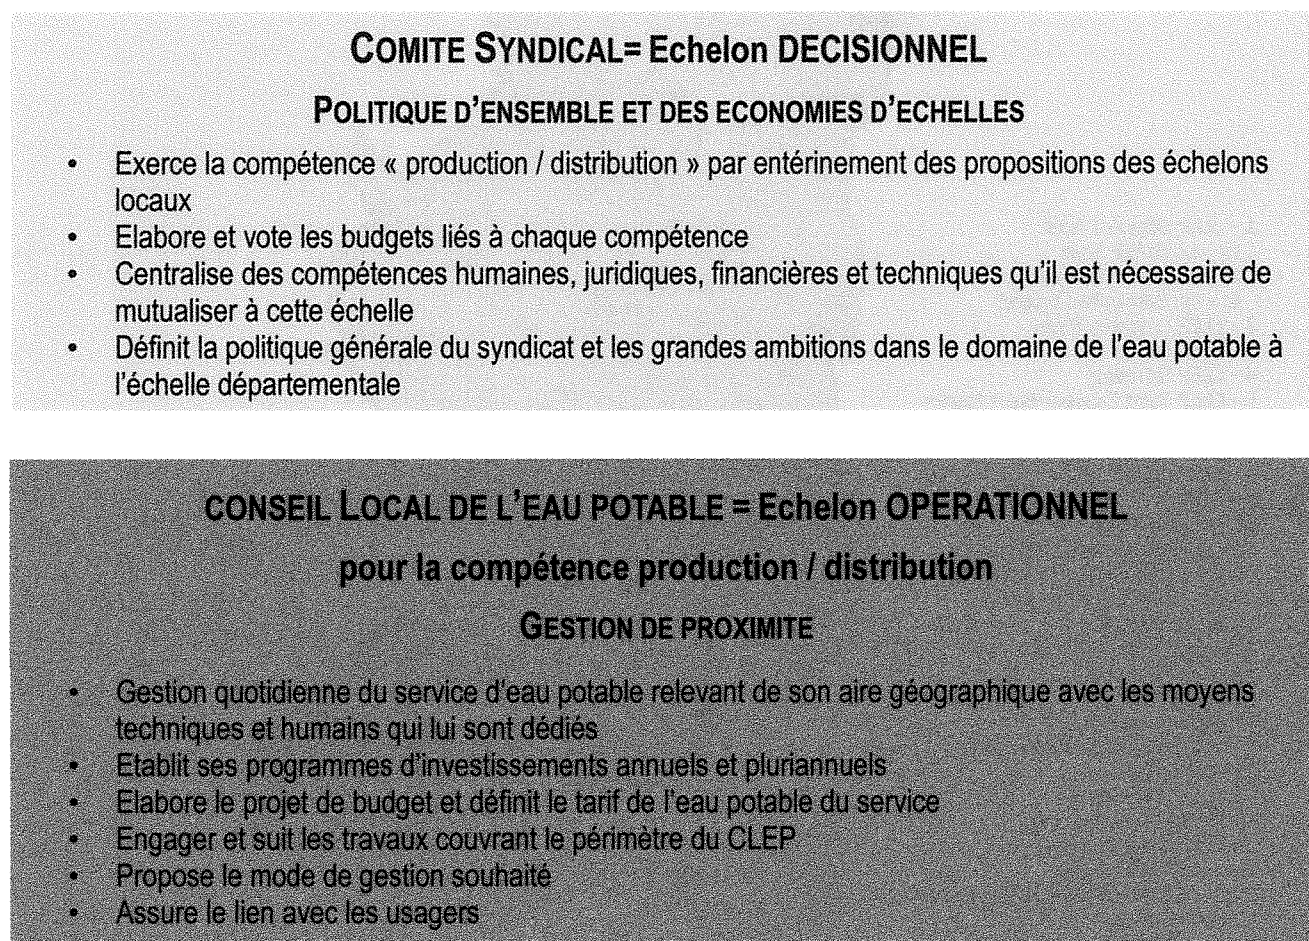 COMITE SYNDICAL= Echelon DECISIONNEL
POLITIQUE D'ENSEMBLE ET DES ECONOMIES D'ECHELLES
• Exerce la compétence « production / distribution » par entérinement des propositions des échelons
locaux
• Elabore et vote les budgets liés à chaque compétence
• Centralise des compétences humaines, juridiques, financières et techniques qu'il est nécessaire de
mutualiser à cette échelle
• Définit la politique générale du syndicat et les grandes ambitions dans le domaine de l'eau potable à
l'échelle départementale
CONSEIL LOCAL DE L'EAU POTABLE = Echelon OPERATIONNEL
pour la compétence production / distribution
GESTION DE PROXIMITE
• Gestion quotidienne du service d'eau potable relevant de son aire géographique avec les moyens
techniques et humains qui lui sont dédiés
• Etablit ses programmes d'investissements annuels et pluriannuels
• Elabore le projet de budget et définit le tarif de l'eau potable du service
• Engager et suit les travaux couvrant le périmètre du CLEP
• Propose le mode de gestion souhaité
• Assure le lien avec les usagers